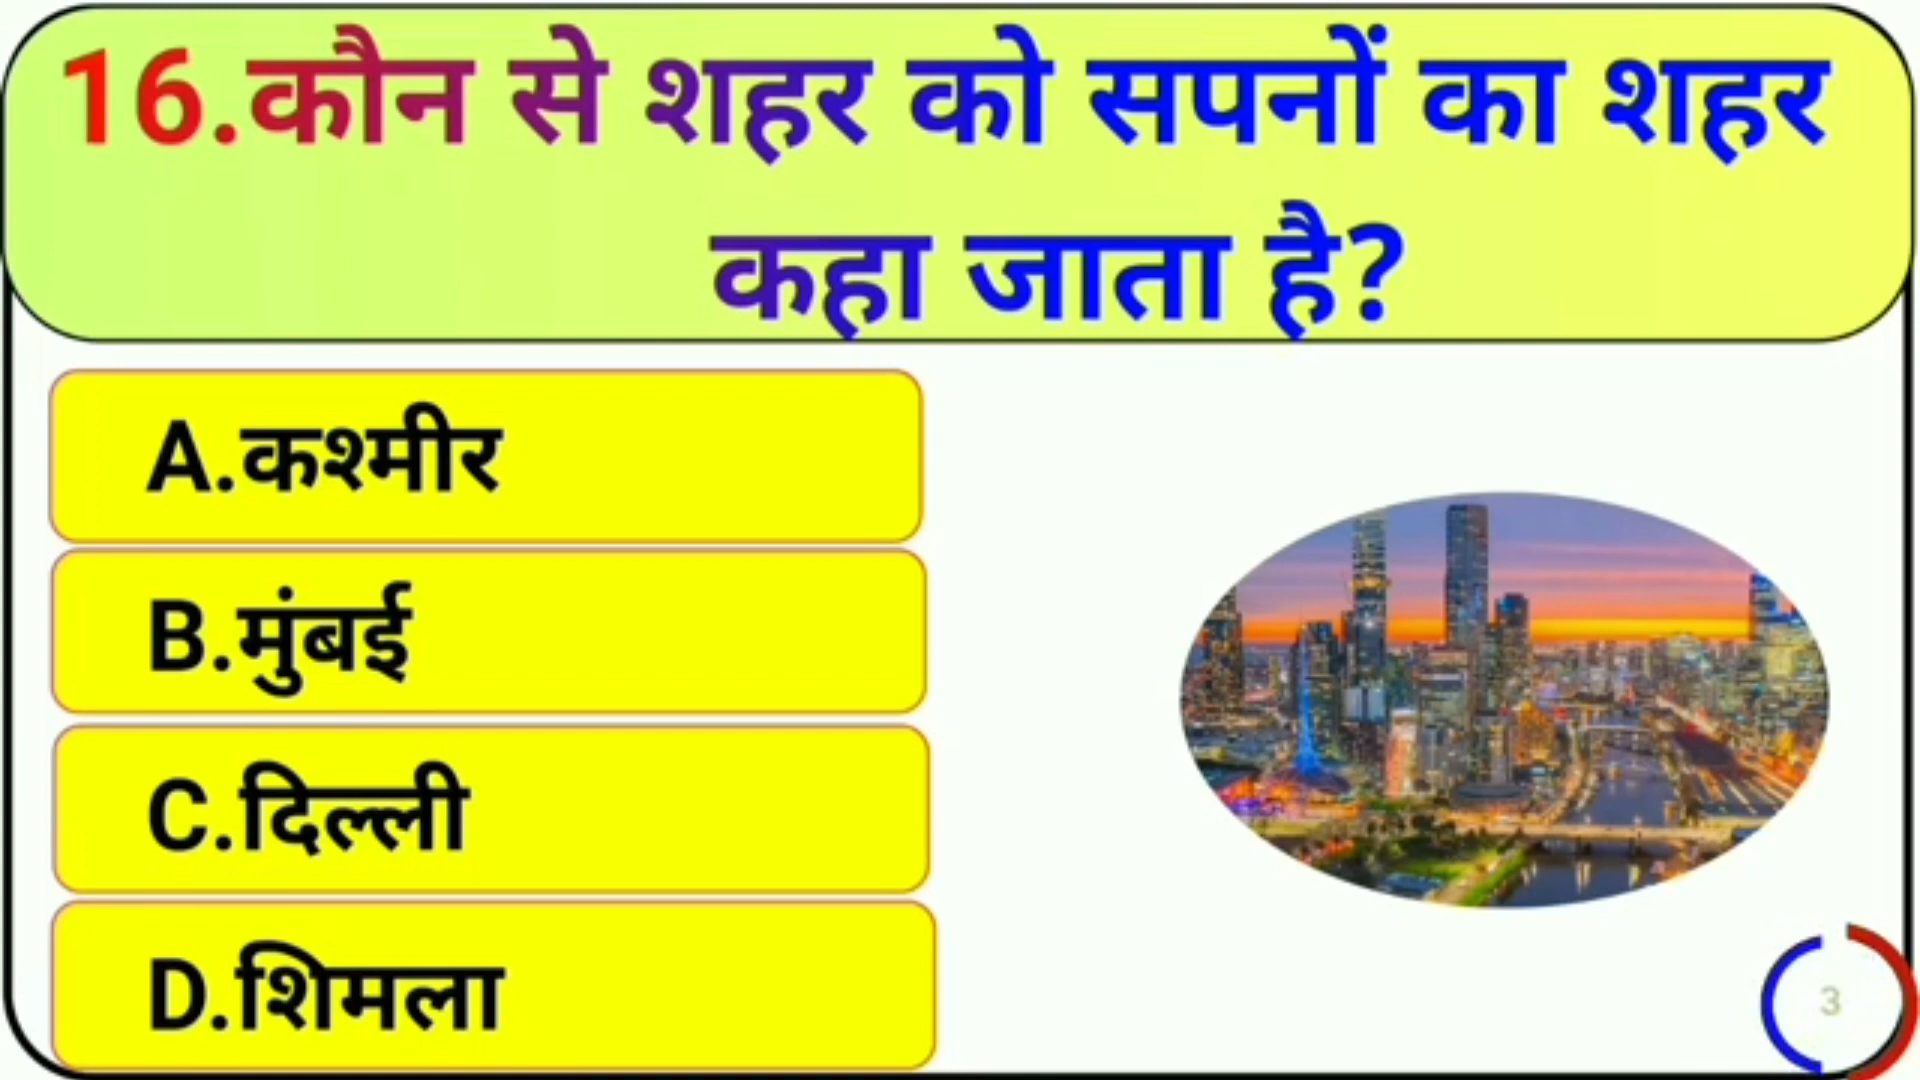 16.कौन से शहर को सपनों का शहर
कहा जाता है?
A.कश्मीर
B.मुंबई
C.दिल्ली
D.शिमला
3